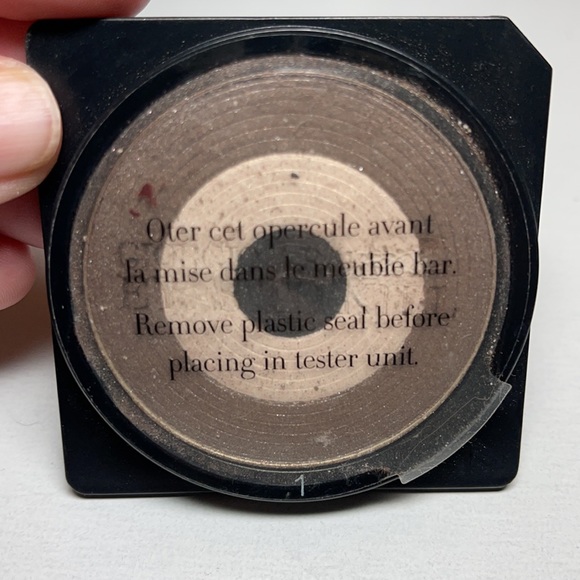 Oter cet opercule avant
la mise dans le meuble bar.
Remove plastic seal before
placing in tester unit.
1